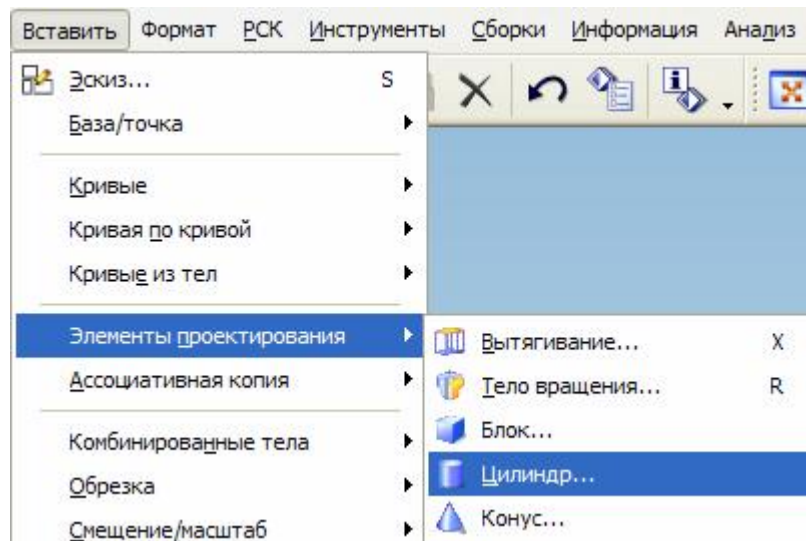 Вставить Формат РСК Инструменты Сборки Информация Анализ
Эскиз... S
База/точка
Кривые
Кривая по кривой
Кривые из тел
Элементы проектирования
Вытягивание... X
Ассоциативная копия
Тело вращения... R
Блок...
Комбинированные тела
Цилиндр...
Обрезка
Конус...
Смещение/масштаб